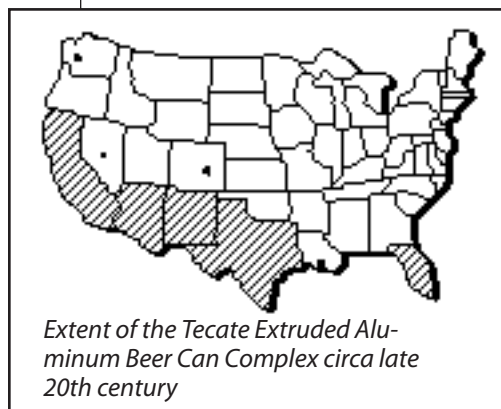 Extent of the Tecate Extruded Alu-
minum Beer Can Complex circa late
20th century